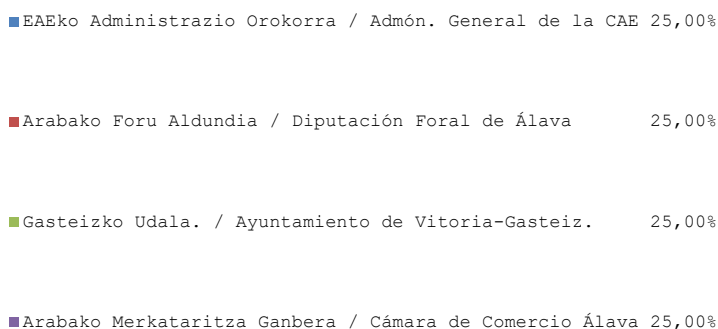 EAEko Administrazio Orokorra / Admón. General de la CAE 25,00%
Arabako Foru Aldundia / Diputación Foral de Álava 25,00%
Gasteizko Udala. / Ayuntamiento de Vitoria-Gasteiz. 25,00%
Arabako Merkataritza Ganbera / Cámara de Comercio Álava 25,00%